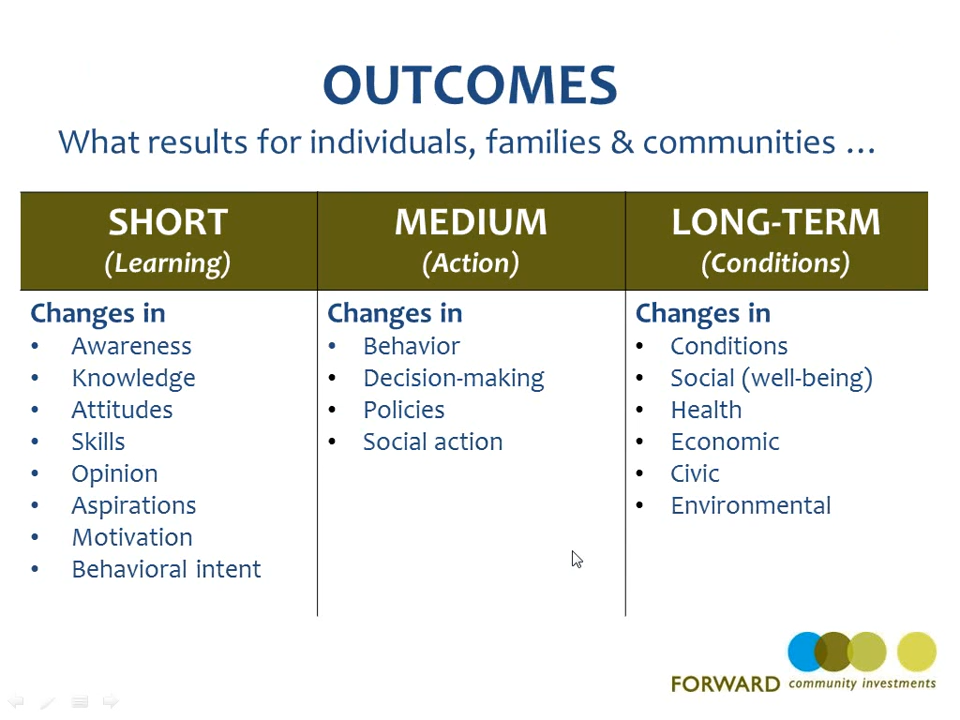 OUTCOMES
What results for individuals, families & communities …
SHORT
(Learning)
MEDIUM
(Action)
LONG-TERM
(Conditions)
Changes in
• Awareness
• Knowledge
• Attitudes
• Skills
• Opinion
• Aspirations
• Motivation
• Behavioral intent
Changes in
• Behavior
• Decision-making
• Policies
• Social action
Changes in
• Conditions
• Social (well-being)
• Health
• Economic
• Civic
• Environmental
FORWARD community investments